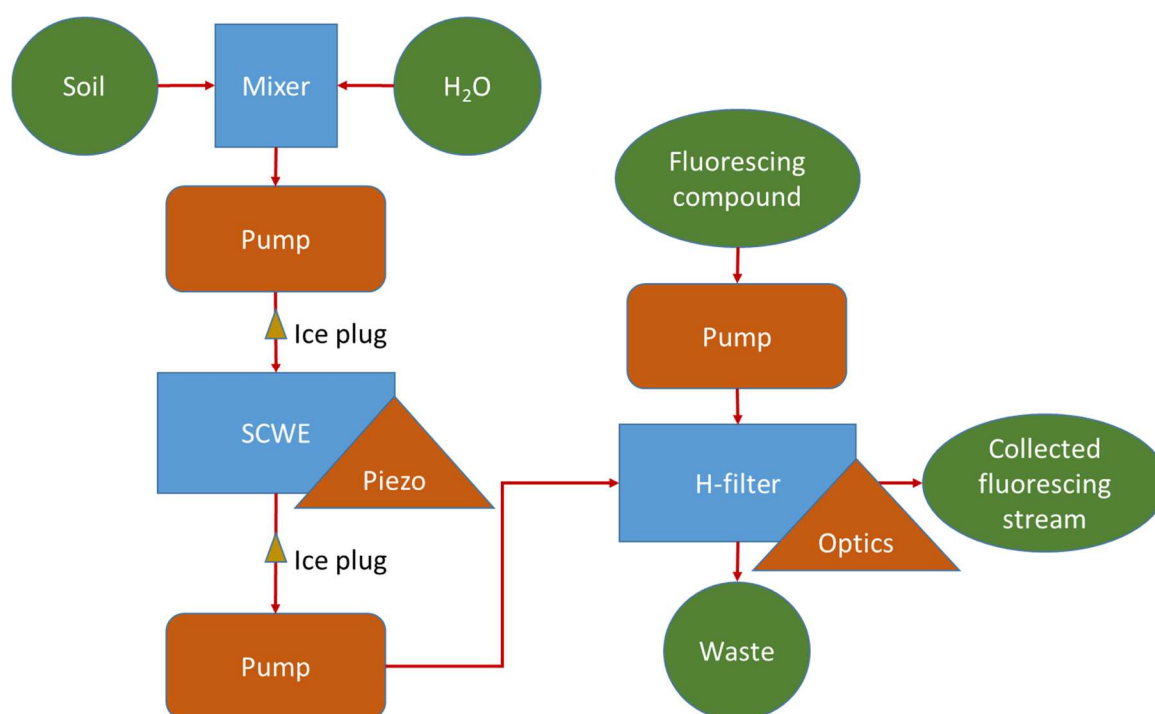 Soil
Mixer
H₂O
Pump
Ice plug
SCWE
Piezo
Ice plug
Pump
Fluorescing
compound
Pump
H-filter
Optics
Collected
fluorescing
stream
Waste